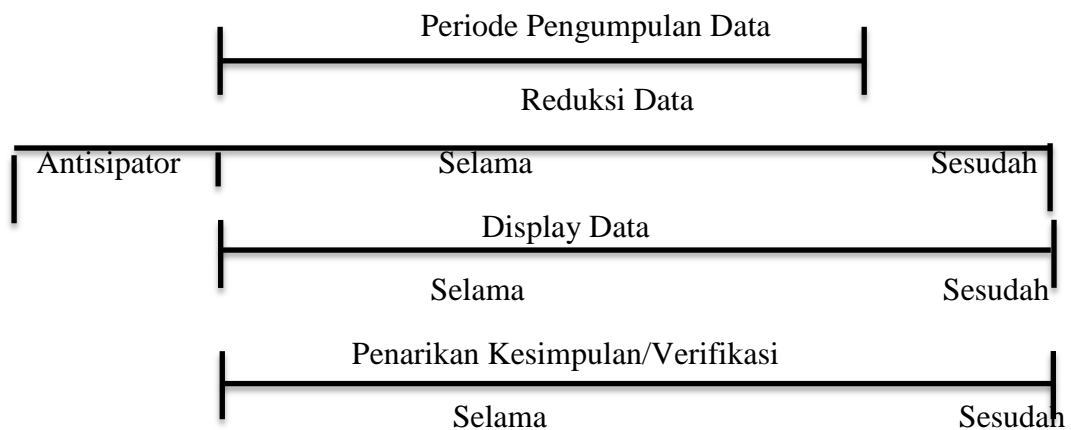 Periode Pengumpulan Data
Reduksi Data
Antisipator Selama Sesudah
Display Data
Selama Sesudah
Penarikan Kesimpulan/Verifikasi
Selama Sesudah